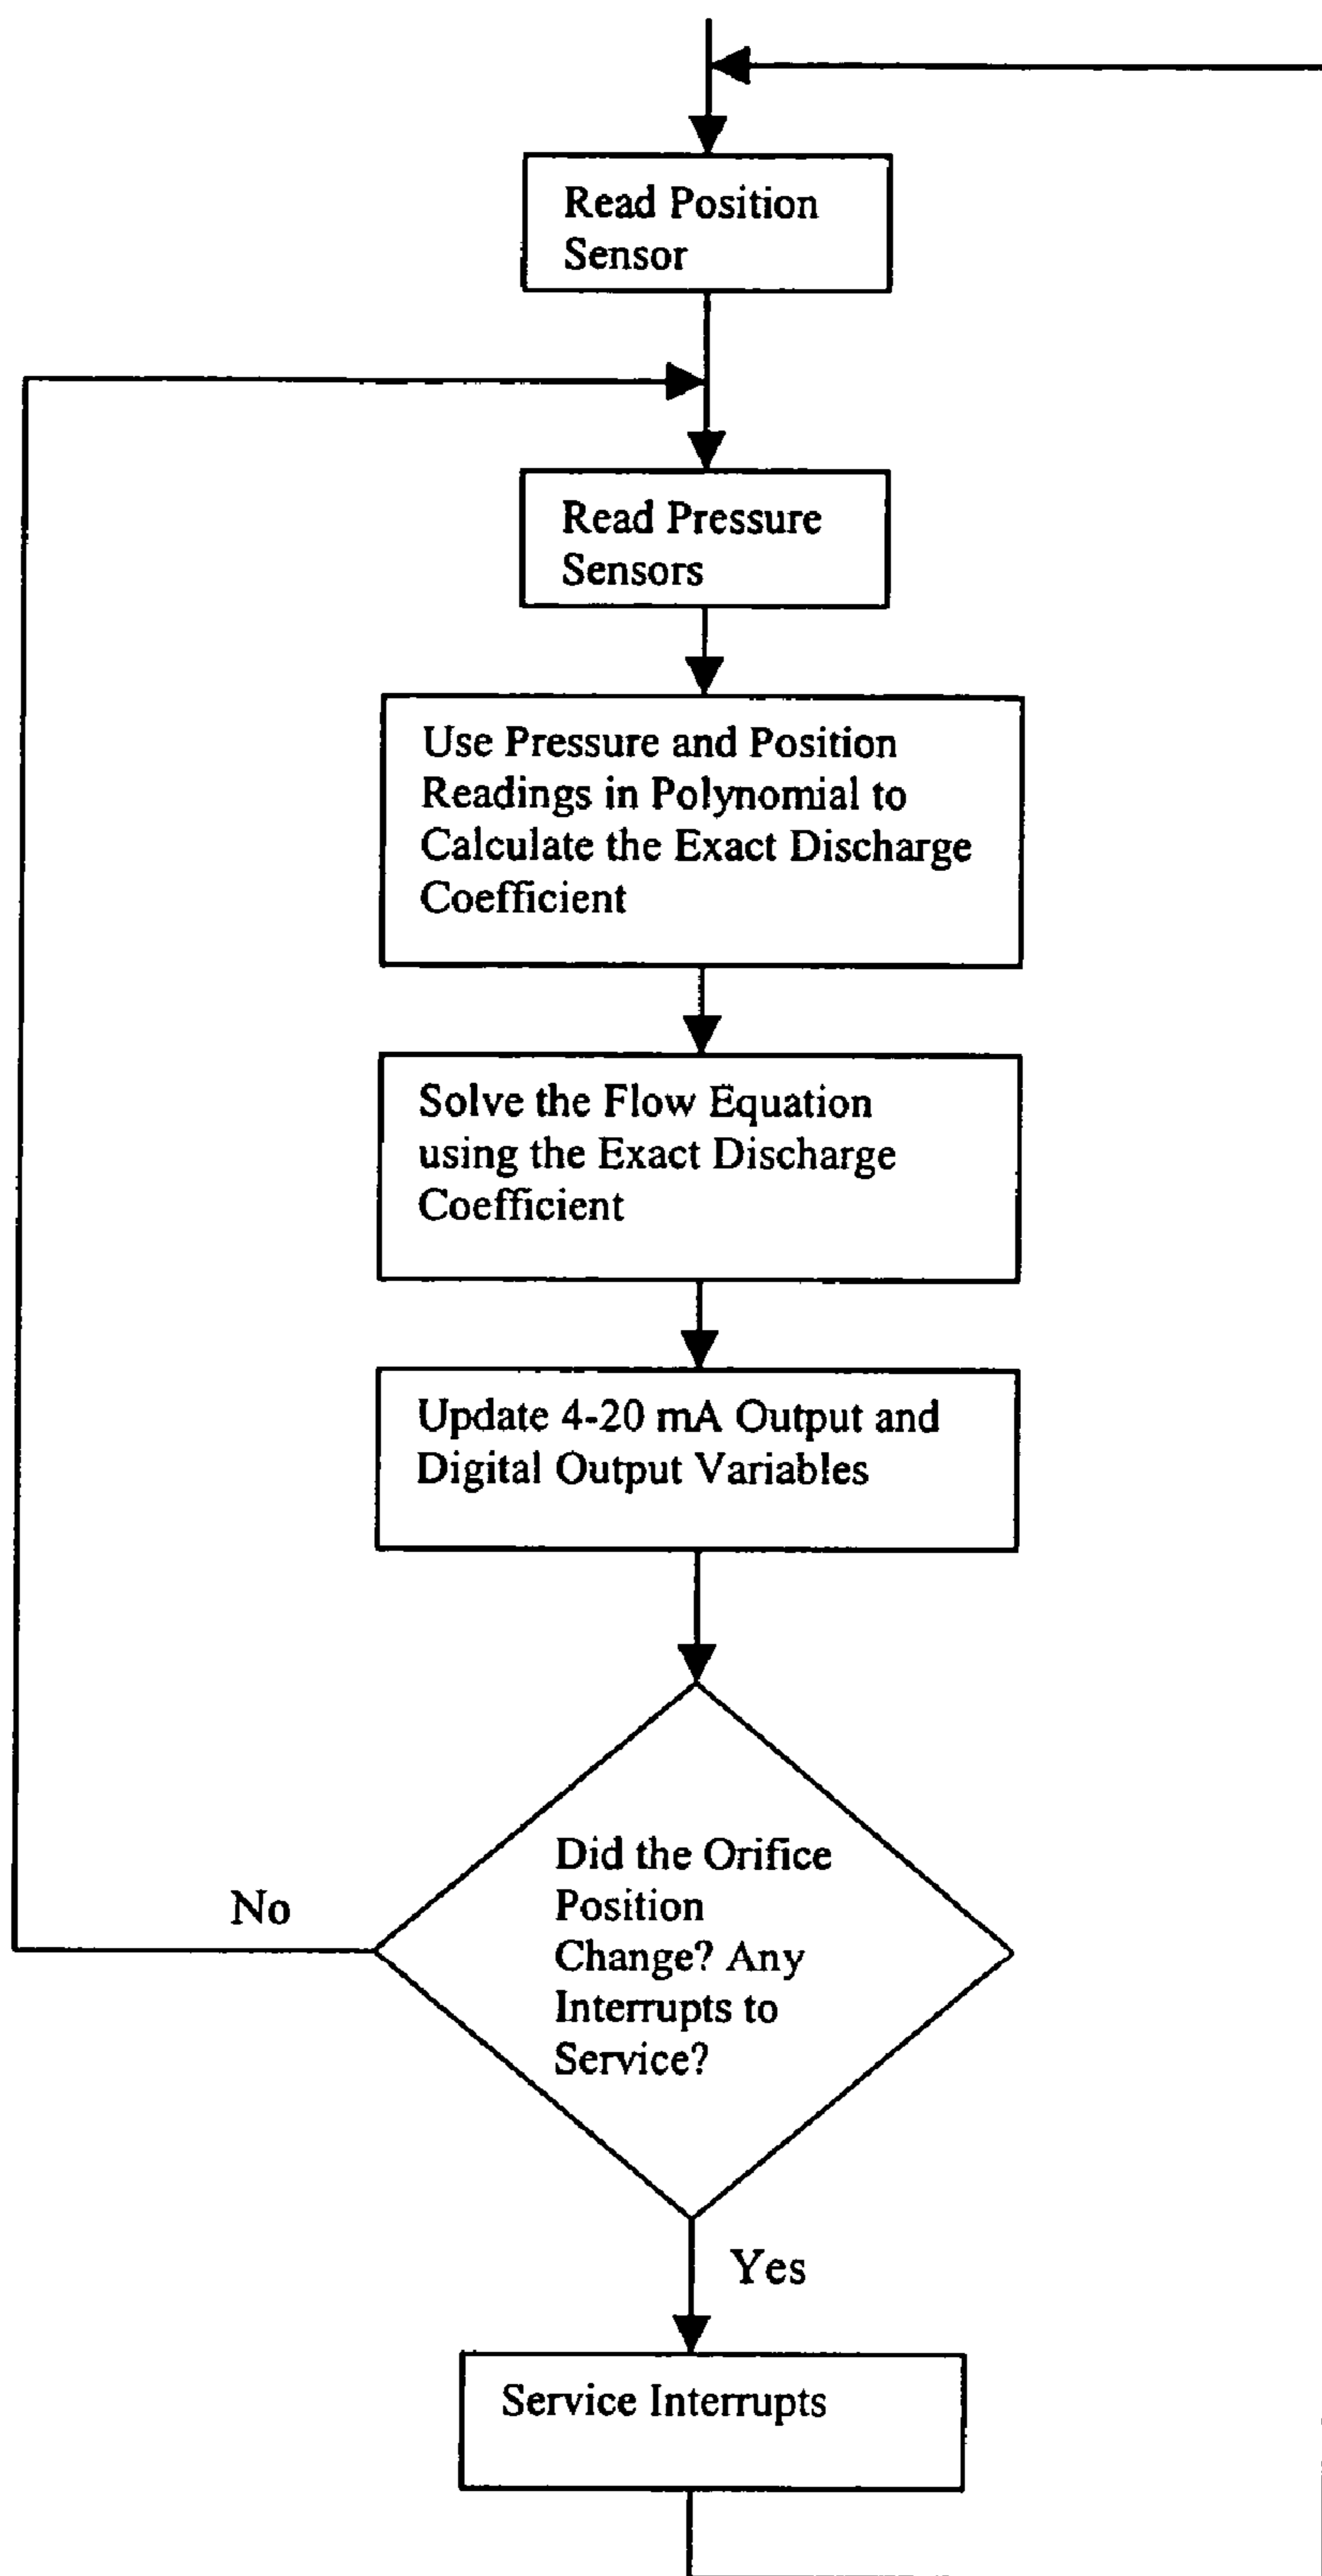 Read Position
Sensor
Read Pressure
Sensors
Use Pressure and Position
Readings in Polynomial to
Calculate the Exact Discharge
Coefficient
Solve the Flow Equation
using the Exact Discharge
Coefficient
Update 4-20 mA Output and
Digital Output Variables
Did the Orifice
Position
Change? Any
Interrupts to
Service?
No
Yes
Service Interrupts